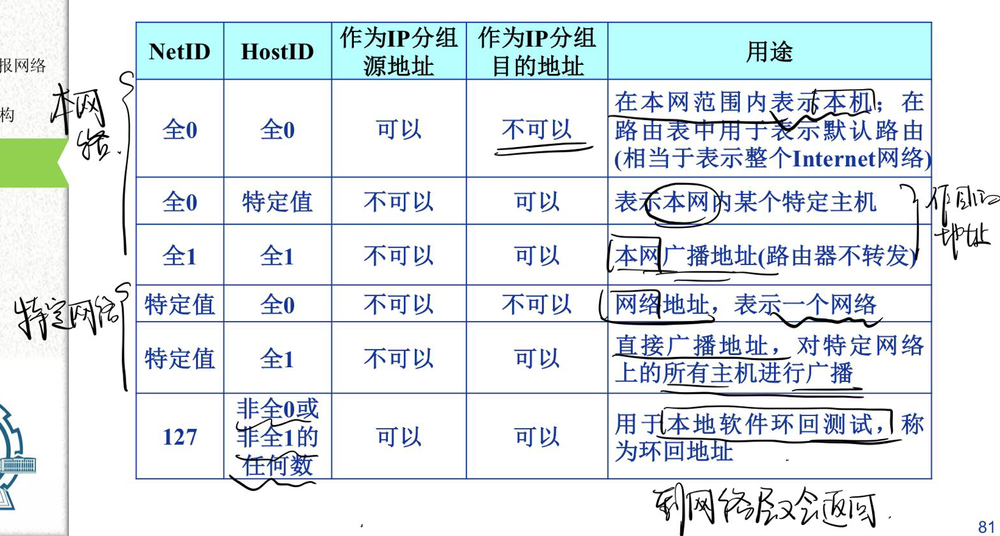 报网络
构
NetID
HostID
作为IP分组
源地址
作为IP分组
目的地址
用途
本网
络.
全0
全0
可以
不可以
在本网范围内表示本机；在
路由表中用于表示默认路由
(相当于表示整个Internet网络)
全0
特定值
不可以
可以
表示本网内某个特定主机
作目的
地址
全1
全1
不可以
可以
本网广播地址(路由器不转发)
特定网络
特定值
全0
不可以
不可以
网络地址，表示一个网络
特定值
全1
不可以
可以
直接广播地址，对特定网络
上的所有主机进行广播
127
非全0或
非全1的
任何数
可以
可以
用于本地软件环回测试，称
为环回地址
到网络层又会返回.
81